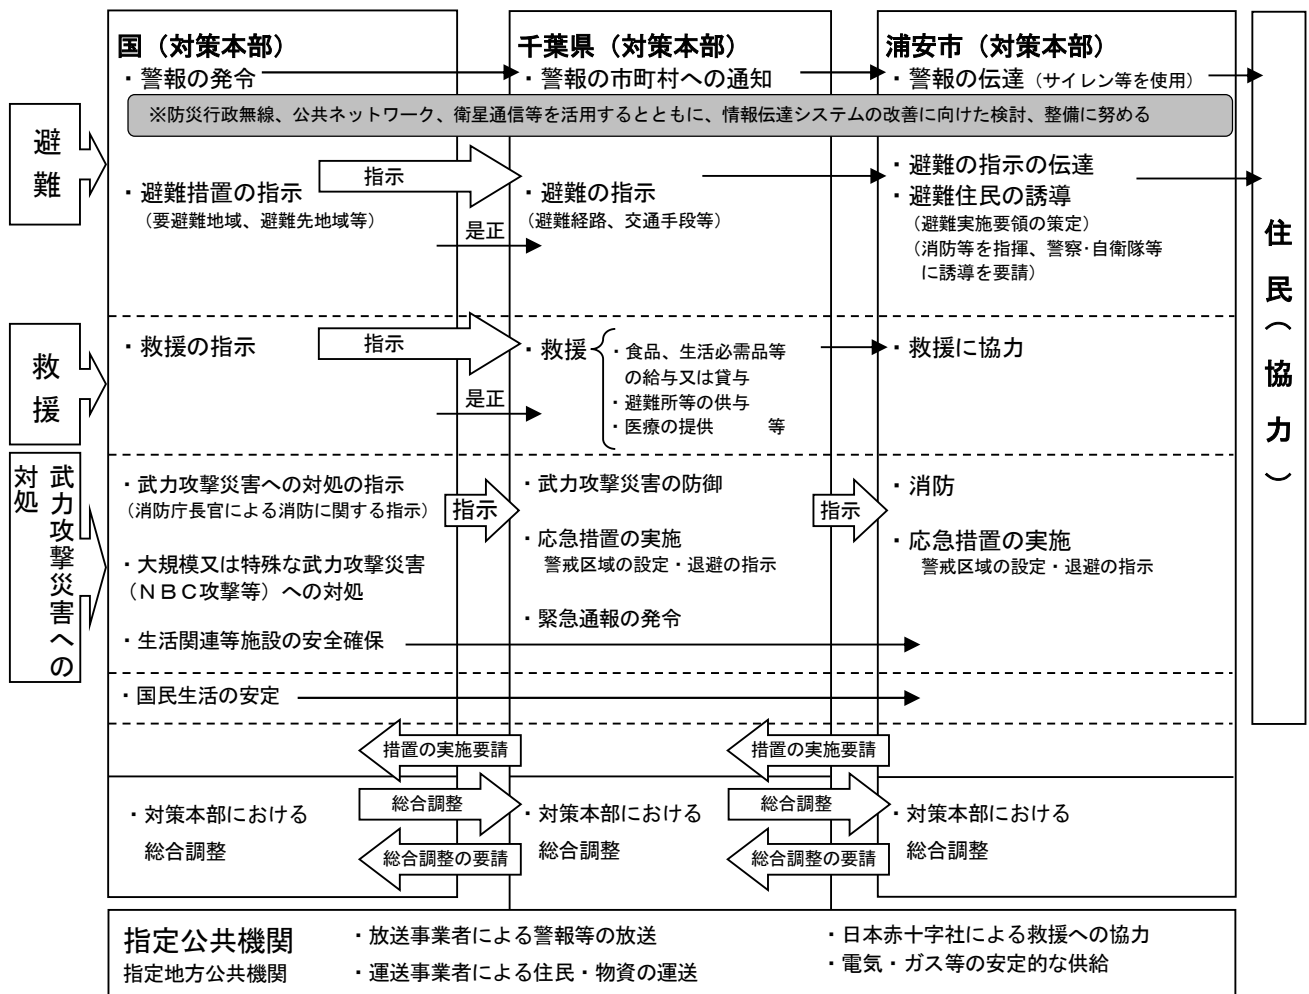 国（対策本部）
・警報の発令
千葉県（対策本部）
・警報の市町村への通知
浦安市（対策本部）
・警報の伝達（サイレン等を使用）
※防災行政無線、公共ネットワーク、衛星通信等を活用するとともに、情報伝達システムの改善に向けた検討、整備に努める
避難
・避難措置の指示
（要避難地域、避難先地域等）
指示
是正
・避難の指示
（避難経路、交通手段等）
・避難の指示の伝達
・避難住民の誘導
（避難実施要領の策定）
（消防等を指揮、警察･自衛隊等
に誘導を要請）
住民（協力）
救援
・救援の指示
指示
是正
・救援
・食品、生活必需品等
の給与又は貸与
・避難所等の供与
・医療の提供　　　等
・救援に協力
武力攻撃災害への
対処
・武力攻撃災害への対処の指示
（消防庁長官による消防に関する指示）
・大規模又は特殊な武力攻撃災害
（ＮＢＣ攻撃等）への対処
・生活関連等施設の安全確保
指示
・武力攻撃災害の防御
・応急措置の実施
警戒区域の設定・退避の指示
・緊急通報の発令
指示
・消防
・応急措置の実施
警戒区域の設定・退避の指示
・国民生活の安定
措置の実施要請
措置の実施要請
・対策本部における
総合調整
総合調整
総合調整の要請
・対策本部における
総合調整
総合調整
総合調整の要請
・対策本部における
総合調整
指定公共機関
指定地方公共機関
・放送事業者による警報等の放送
・運送事業者による住民・物資の運送
・日本赤十字社による救援への協力
・電気・ガス等の安定的な供給